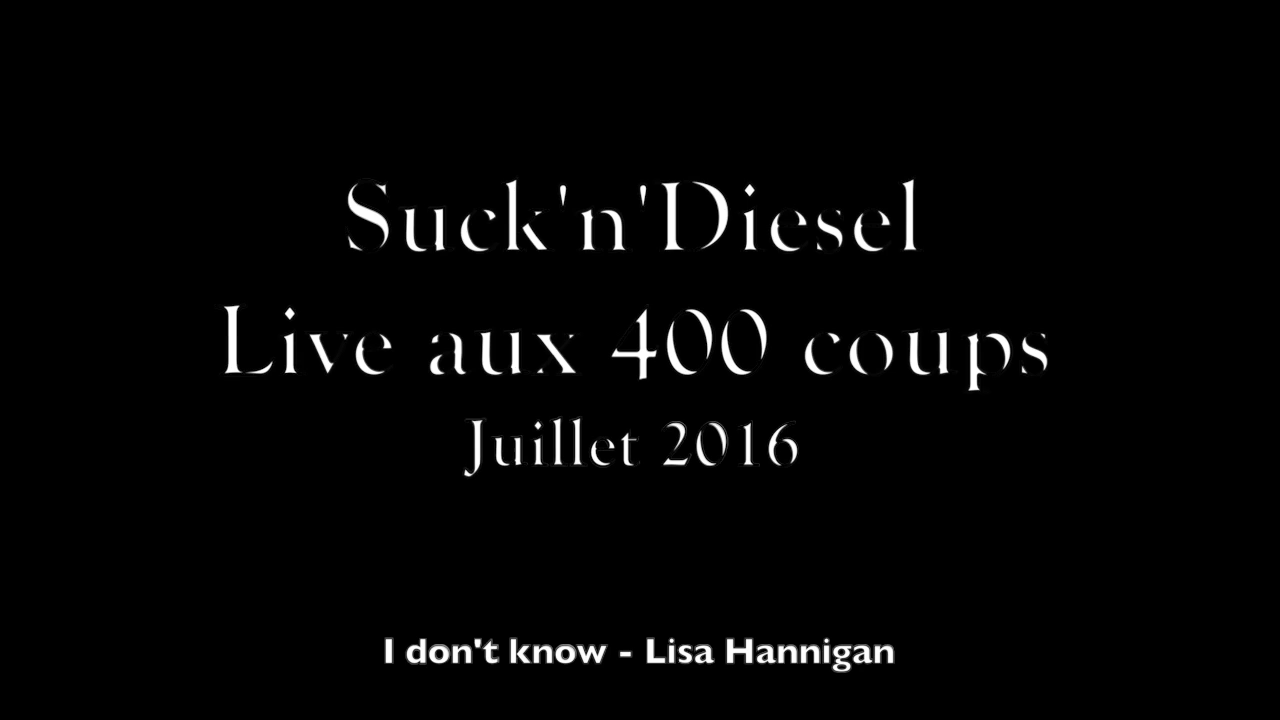 Suck'n'Diesel
Live aux 400 coups
Juillet 2016
I don't know - Lisa Hannigan